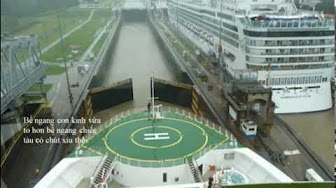 Bề ngang con kinh vừa
to hơn bề ngang chiếc
tàu có chút xíu thôi
H